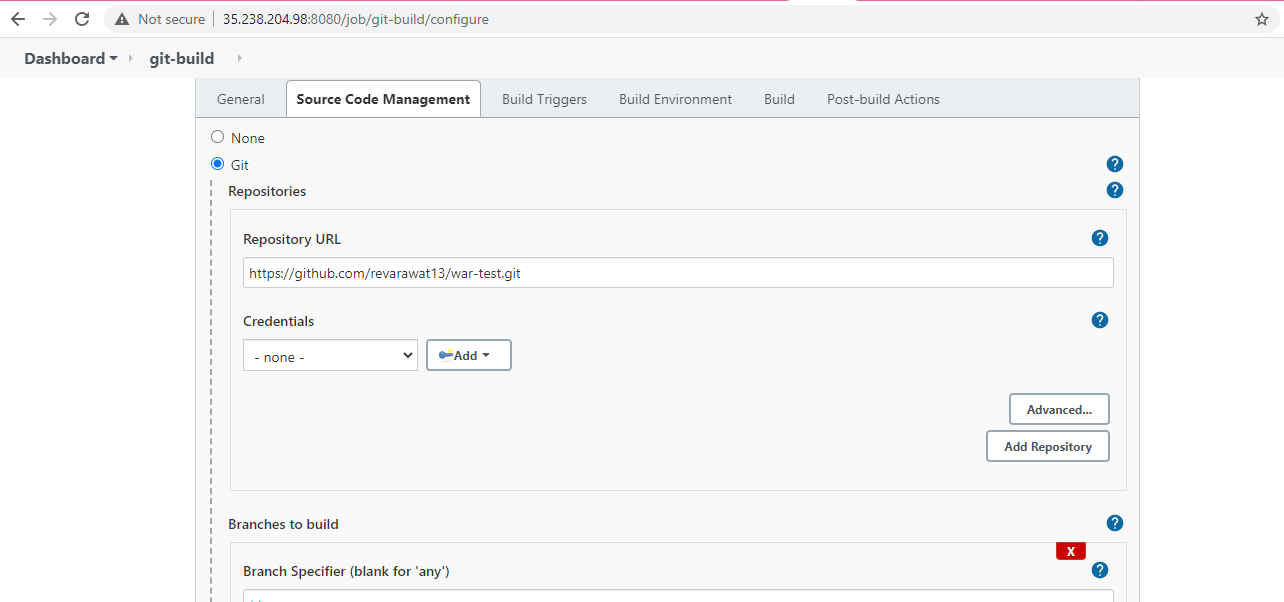 Not secure | 35.238.204.98:8080/job/git-build/configure
Dashboard git-build
General Source Code Management Build Triggers Build Environment Build Post-build Actions
None
Git ?
Repositories ?
Repository URL ?
https://github.com/revarawat13/war-test.git
Credentials ?
- none - Add
Advanced...
Add Repository
Branches to build ?
X
Branch Specifier (blank for 'any') ?